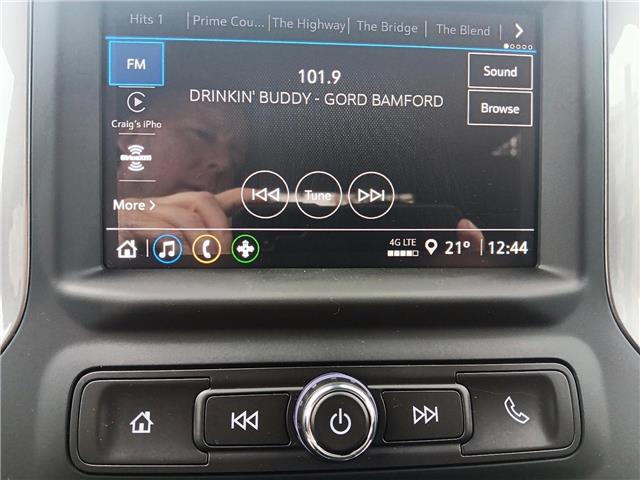 Hits 1 Prime Cou... The Highway The Bridge The Blend
FM
101.9
Sound
DRINKIN' BUDDY - GORD BAMFORD
Browse
Craig's iPho
SiriusXM
Tune
More >
4G LTE 21° 12:44